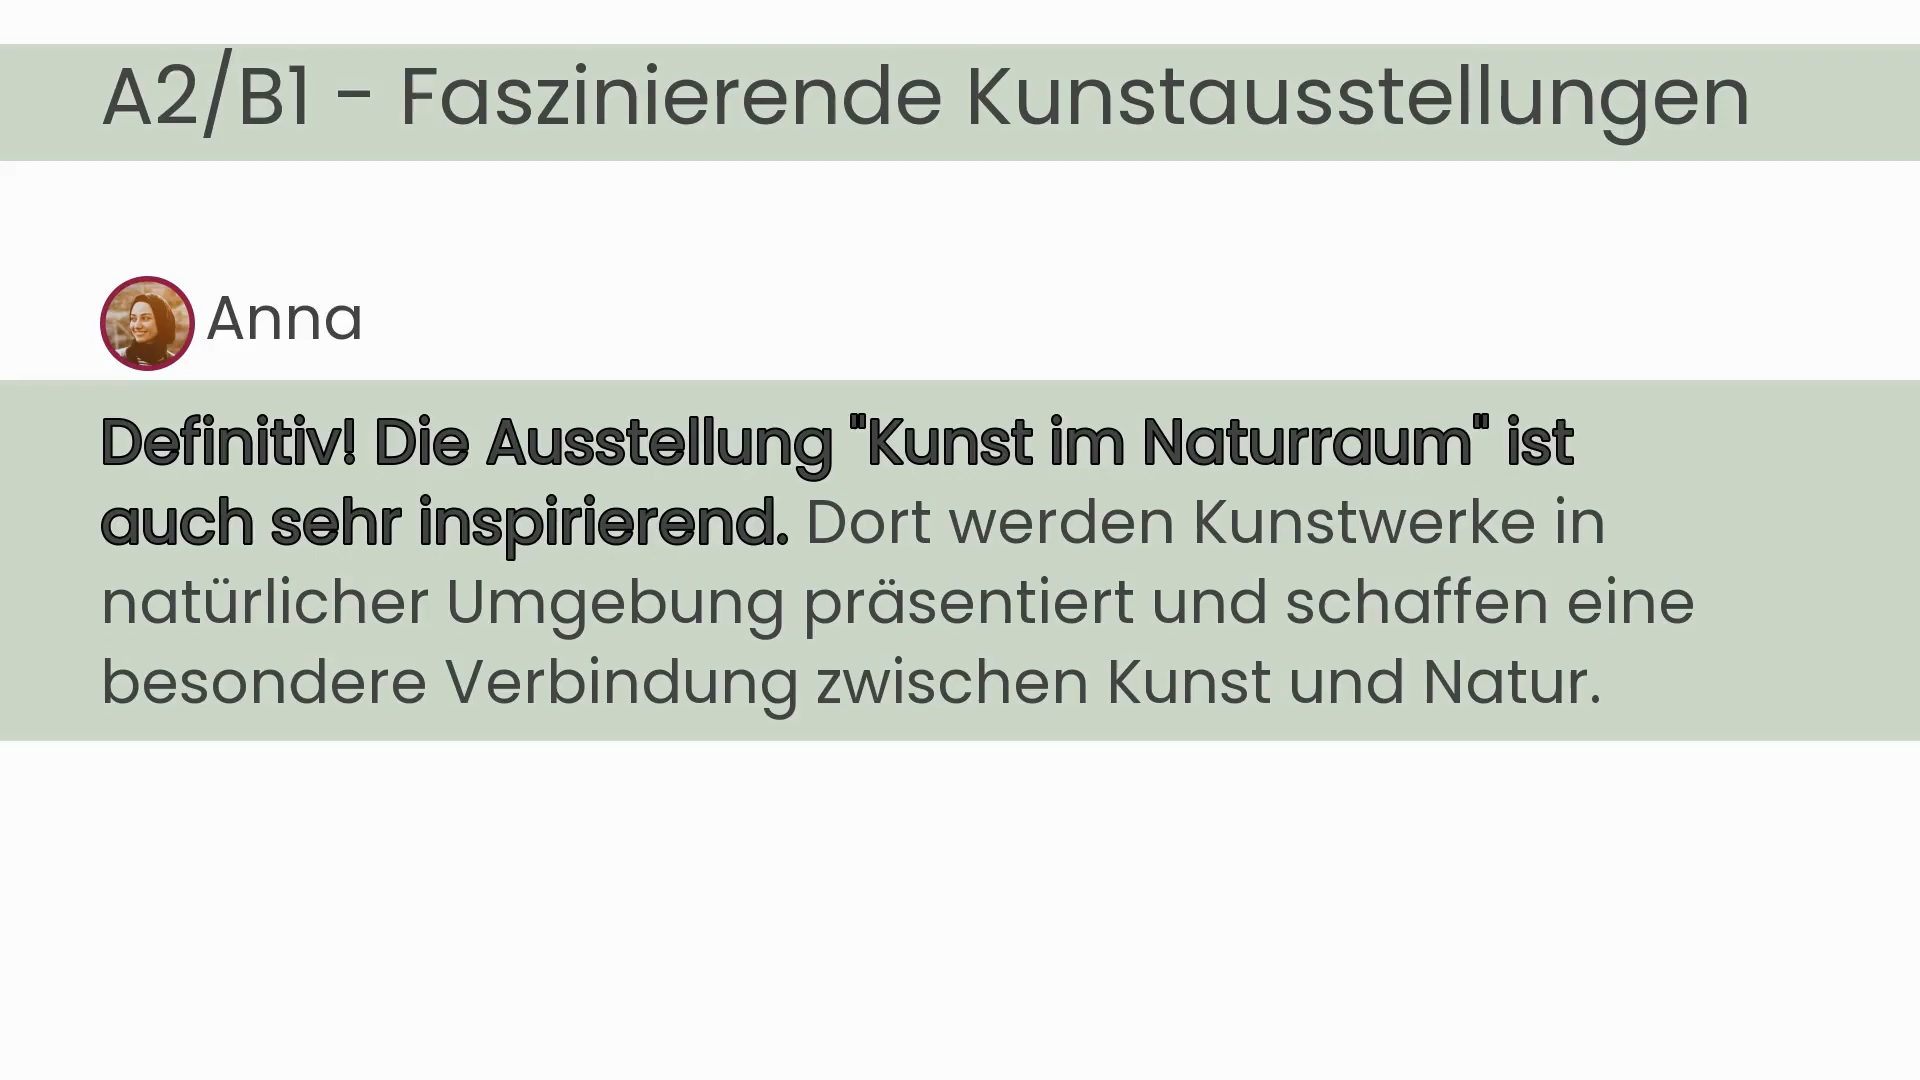 A2/B1 - Faszinierende Kunstausstellungen
Anna
Definitiv! Die Ausstellung "Kunst im Naturraum" ist
auch sehr inspirierend. Dort werden Kunstwerke in
natürlicher Umgebung präsentiert und schaffen eine
besondere Verbindung zwischen Kunst und Natur.